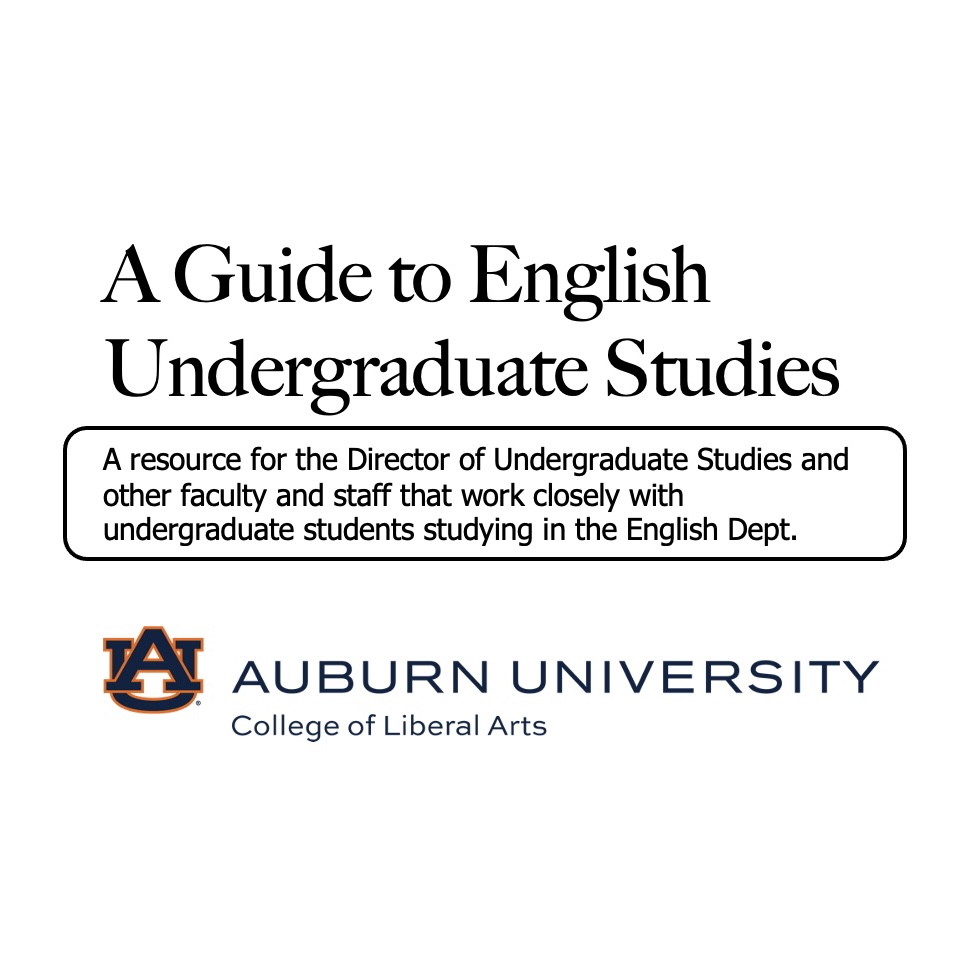 A Guide to English
Undergraduate Studies
A resource for the Director of Undergraduate Studies and
other faculty and staff that work closely with
undergraduate students studying in the English Dept.
AU®
AUBURN UNIVERSITY
College of Liberal Arts